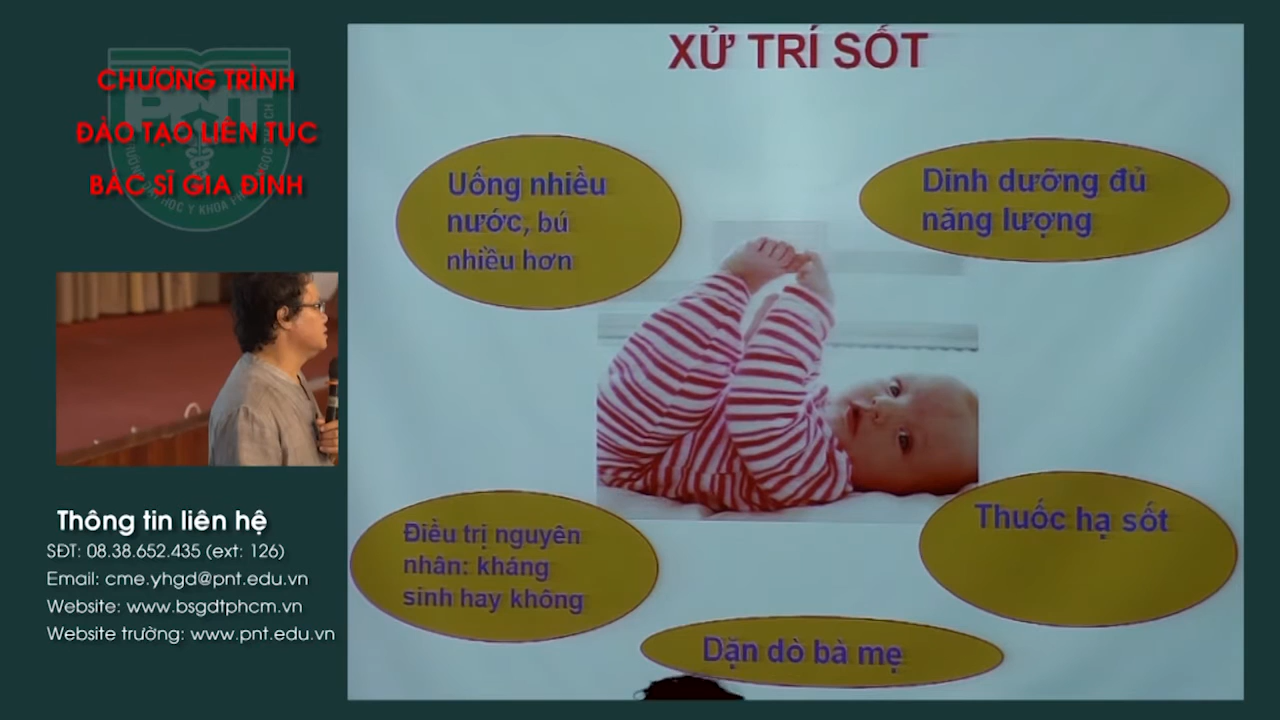 CHƯƠNG TRÌNH
ĐÀO TẠO LIÊN TỤC
BÁC SĨ GIA ĐÌNH
PNT
Thông tin liên hệ
SĐT: 08.38.652.435 (ext: 126)
Email: cme.yhgd@pnt.edu.vn
Website: www.bsgdtphcm.vn
Website trường: www.pnt.edu.vn
XỬ TRÍ SỐT
Uống nhiều
nước, bú
nhiều hơn
Dinh dưỡng đủ
năng lượng
Điều trị nguyên
nhân: kháng
sinh hay không
Thuốc hạ sốt
Dặn dò bà mẹ